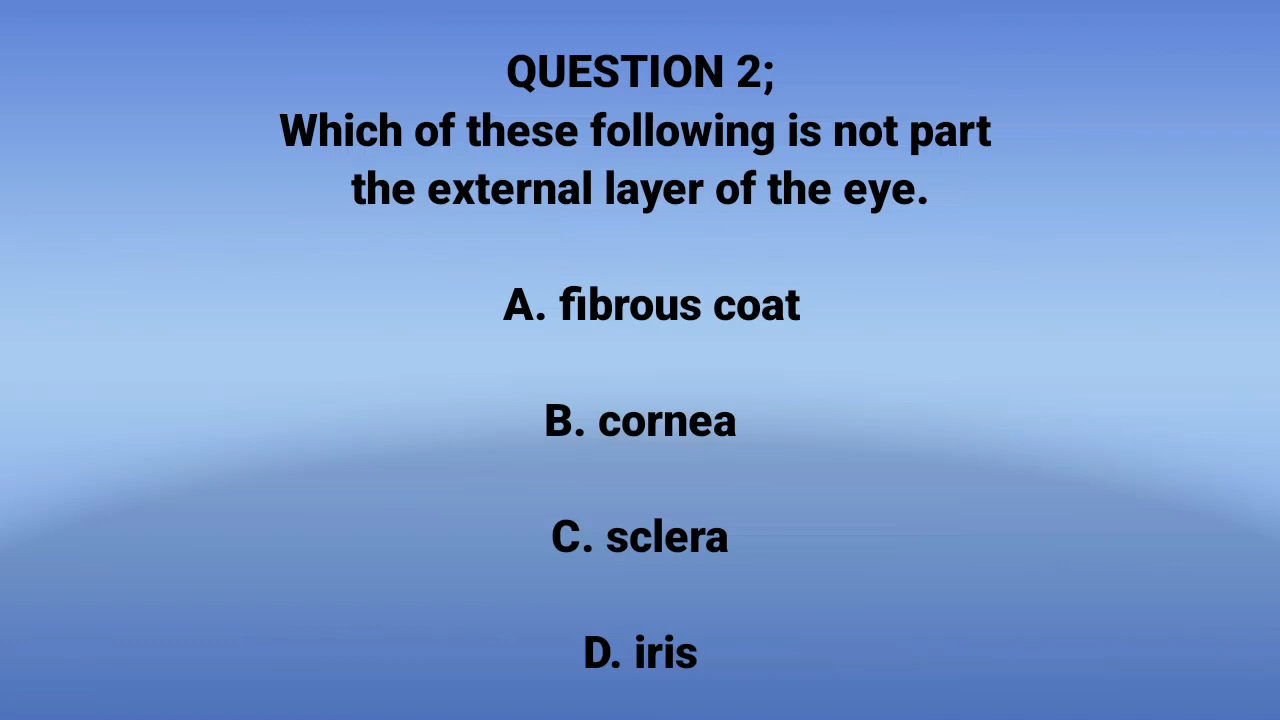 QUESTION 2;
Which of these following is not part
the external layer of the eye.
A. fibrous coat
B. cornea
C. sclera
D. iris